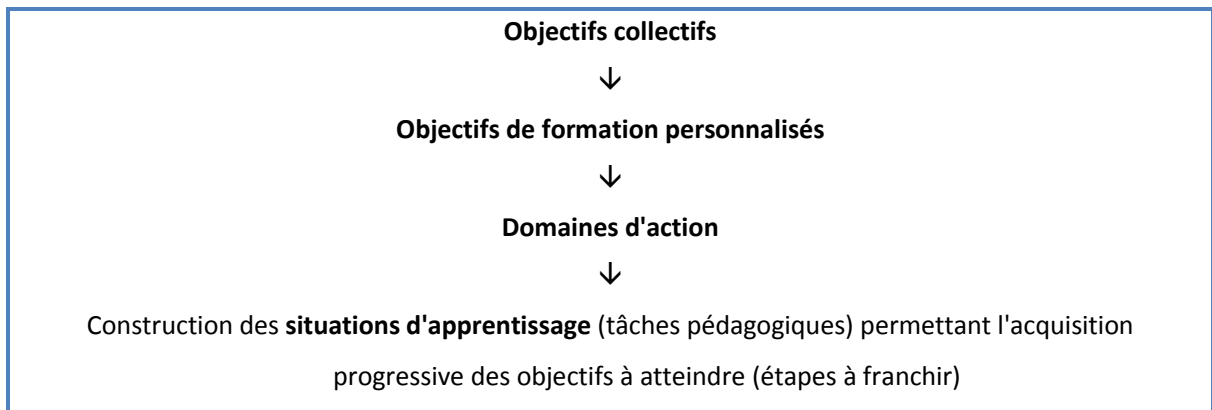 Objectifs collectifs
↓
Objectifs de formation personnalisés
↓
Domaines d'action
↓
Construction des situations d'apprentissage (tâches pédagogiques) permettant l'acquisition
progressive des objectifs à atteindre (étapes à franchir)